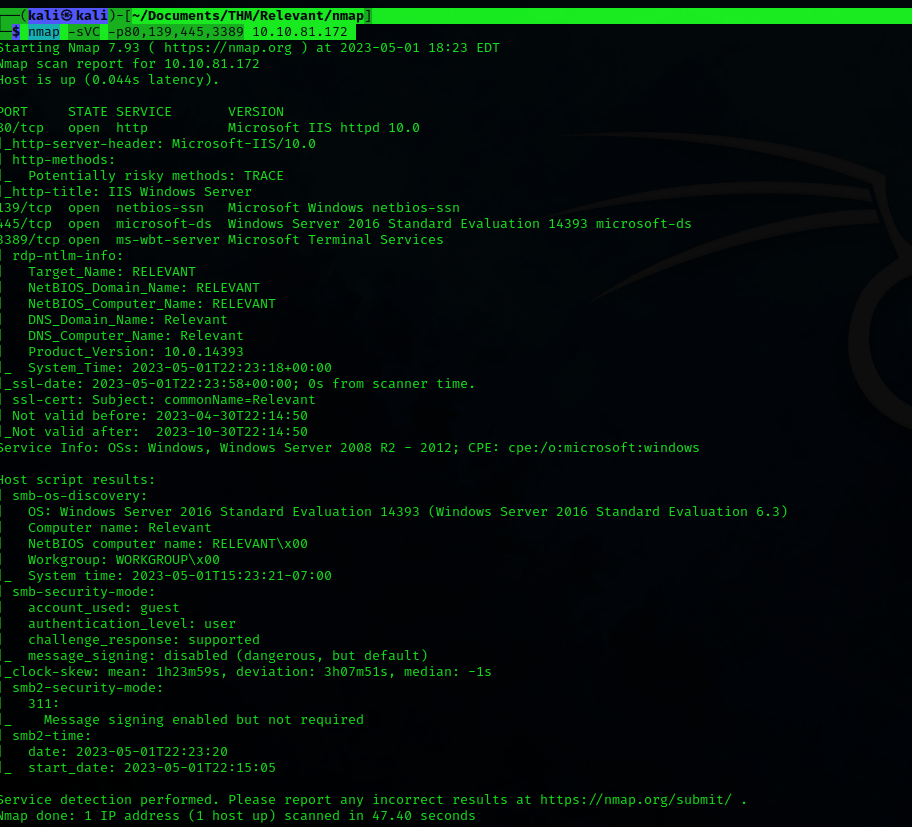 (kali㉿kali)-[~/Documents/THM/Relevant/nmap]
$ nmap -sVC -p80,139,445,3389 10.10.81.172
Starting Nmap 7.93 ( https://nmap.org ) at 2023-05-01 18:23 EDT
Nmap scan report for 10.10.81.172
Host is up (0.044s latency).
PORT     STATE SERVICE       VERSION
80/tcp   open  http          Microsoft IIS httpd 10.0
|_http-server-header: Microsoft-IIS/10.0
| http-methods:
|_  Potentially risky methods: TRACE
|_http-title: IIS Windows Server
139/tcp  open  netbios-ssn   Microsoft Windows netbios-ssn
445/tcp  open  microsoft-ds  Windows Server 2016 Standard Evaluation 14393 microsoft-ds
3389/tcp open  ms-wbt-server Microsoft Terminal Services
| rdp-ntlm-info:
|   Target_Name: RELEVANT
|   NetBIOS_Domain_Name: RELEVANT
|   NetBIOS_Computer_Name: RELEVANT
|   DNS_Domain_Name: Relevant
|   DNS_Computer_Name: Relevant
|   Product_Version: 10.0.14393
|_  System_Time: 2023-05-01T22:23:18+00:00
|_ssl-date: 2023-05-01T22:23:58+00:00; 0s from scanner time.
| ssl-cert: Subject: commonName=Relevant
| Not valid before: 2023-04-30T22:14:50
|_Not valid after:  2023-10-30T22:14:50
Service Info: OSs: Windows, Windows Server 2008 R2 - 2012; CPE: cpe:/o:microsoft:windows
Host script results:
| smb-os-discovery:
|   OS: Windows Server 2016 Standard Evaluation 14393 (Windows Server 2016 Standard Evaluation 6.3)
|   Computer name: Relevant
|   NetBIOS computer name: RELEVANT\x00
|   Workgroup: WORKGROUP\x00
|_  System time: 2023-05-01T15:23:21-07:00
| smb-security-mode:
|   account_used: guest
|   authentication_level: user
|   challenge_response: supported
|_  message_signing: disabled (dangerous, but default)
|_clock-skew: mean: 1h23m59s, deviation: 3h07m51s, median: -1s
| smb2-security-mode:
|   311:
|_    Message signing enabled but not required
| smb2-time:
|   date: 2023-05-01T22:23:20
|_  start_date: 2023-05-01T22:15:05
Service detection performed. Please report any incorrect results at https://nmap.org/submit/ .
Nmap done: 1 IP address (1 host up) scanned in 47.40 seconds